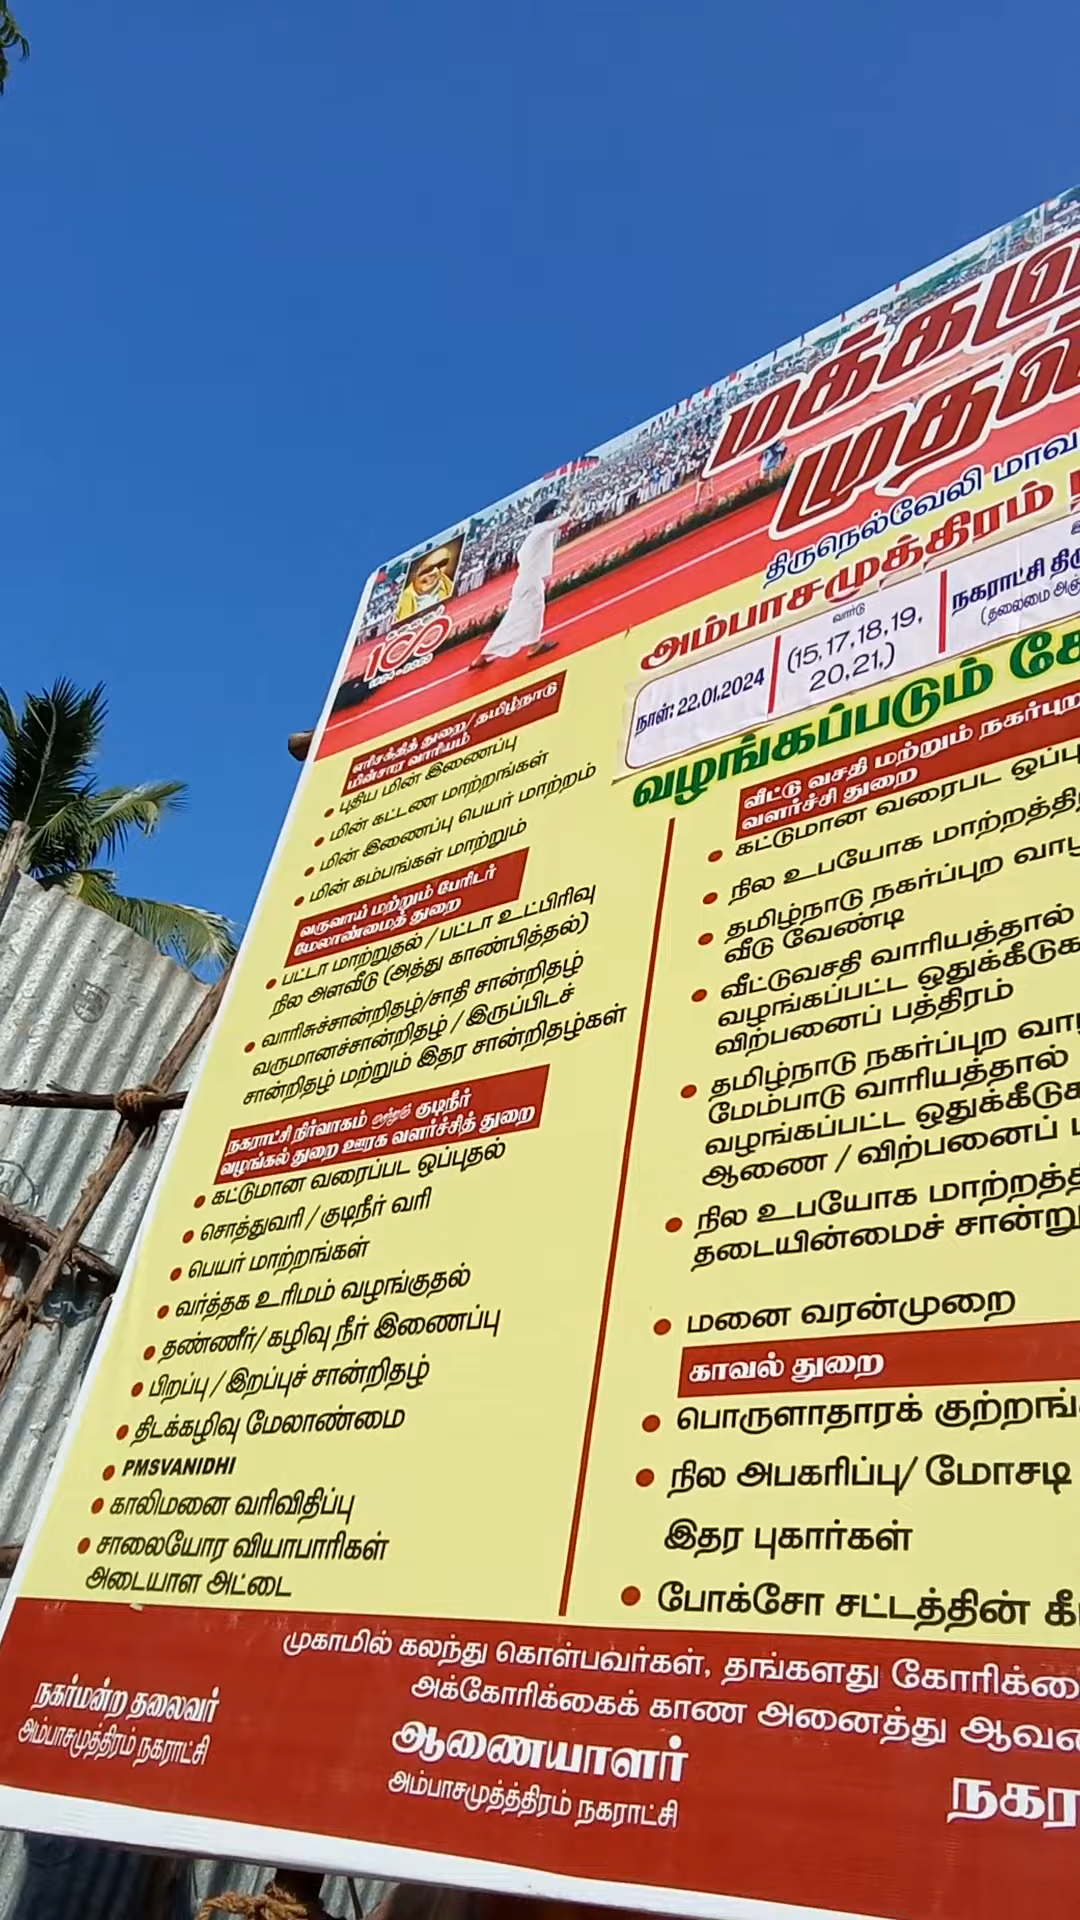 மக்களு
முதல்
திருநெல்வேலி மாவ
அம்பாசமுத்திரம் ந
நாள்: 22.01.2024
வார்டு
(15,17,18,19,
20,21,)
நகராட்சி திரு
(தலைமை அஞ்
வழங்கப்படும் சே
100
1924-2023
எரிசக்தித் துறை/தமிழ்நாடு
மின்சார வாரியம்
• புதிய மின் இணைப்பு
• மின் கட்டண மாற்றங்கள்
• மின் இணைப்பு பெயர் மாற்றம்
• மின் கம்பங்கள் மாற்றும்
வருவாய் மற்றும் பேரிடர்
மேலாண்மைத் துறை
• பட்டா மாற்றுதல் / பட்டா உட்பிரிவு
நில அளவீடு (அத்து காண்பித்தல்)
• வாரிசுச்சான்றிதழ்/சாதி சான்றிதழ்
வருமானச்சான்றிதழ் / இருப்பிடச்
சான்றிதழ் மற்றும் இதர சான்றிதழ்கள்
நகராட்சி நிர்வாகம் குடிநீர்
வழங்கல் துறை ஊரக வளர்ச்சித் துறை
• கட்டுமான வரைப்பட ஒப்புதல்
• சொத்துவரி / குடிநீர் வரி
• பெயர் மாற்றங்கள்
• வர்த்தக உரிமம் வழங்குதல்
• தண்ணீர்/கழிவு நீர் இணைப்பு
• பிறப்பு / இறப்புச் சான்றிதழ்
• திடக்கழிவு மேலாண்மை
• PMSVANIDHI
• காலிமனை வரிவிதிப்பு
• சாலையோர வியாபாரிகள்
அடையாள அட்டை
வீட்டு வசதி மற்றும் நகர்புற
வளர்ச்சி துறை
• கட்டுமான வரைபட ஒப்பு
• நில உபயோக மாற்றத்தி
• தமிழ்நாடு நகர்ப்புற வாழ
வீடு வேண்டி
• வீட்டுவசதி வாரியத்தால்
வழங்கப்பட்ட ஒதுக்கீடுக
விற்பனைப் பத்திரம்
• தமிழ்நாடு நகர்ப்புற வாழ
மேம்பாடு வாரியத்தால்
வழங்கப்பட்ட ஒதுக்கீடுக
ஆணை / விற்பனைப் ப
• நில உபயோக மாற்றத்தி
தடையின்மைச் சான்று
• மனை வரன்முறை
காவல் துறை
• பொருளாதாரக் குற்றங்
• நில அபகரிப்பு/ மோசடி
இதர புகார்கள்
• போக்சோ சட்டத்தின் கீ
முகாமில் கலந்து கொள்பவர்கள், தங்களது கோரிக்கை
அக்கோரிக்கைக் காண அனைத்து ஆவண
நகர்மன்ற தலைவர்
அம்பாசமுத்திரம் நகராட்சி
ஆணையாளர்
அம்பாசமுத்த்திரம் நகராட்சி
நகரா